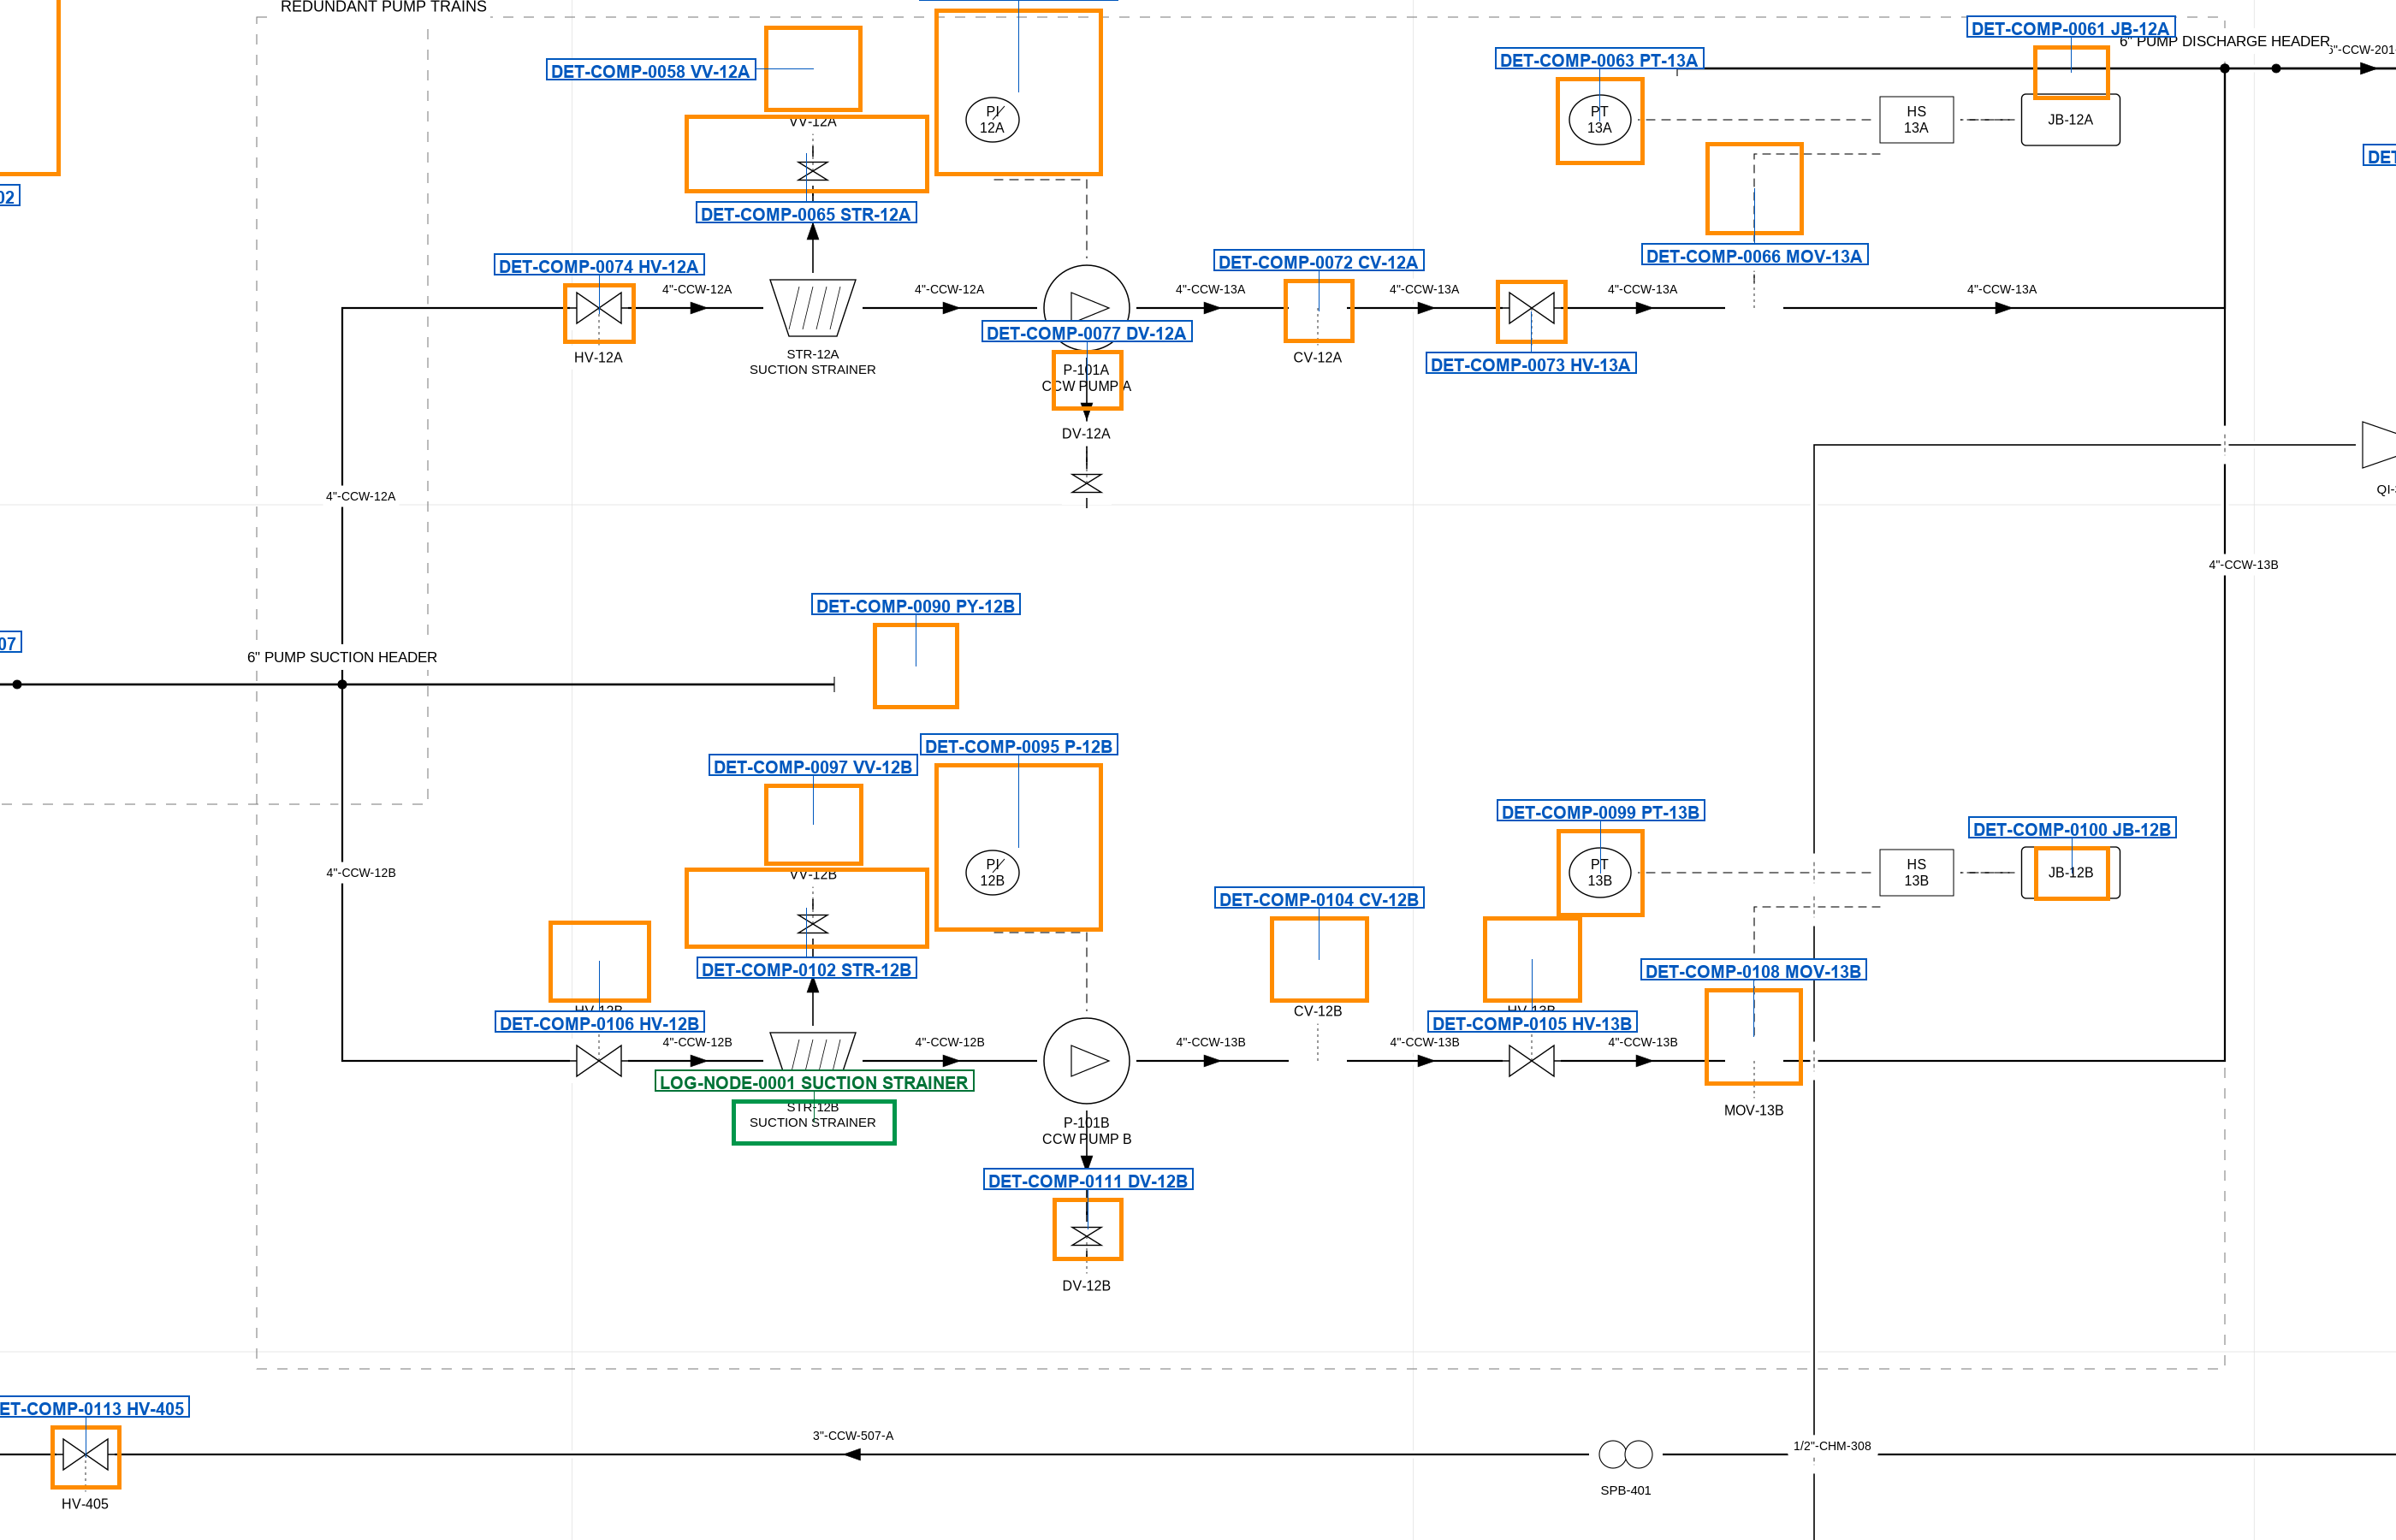 REDUNDANT PUMP TRAINS
DET-COMP-0061 JB-12A
6" PUMP DISCHARGE HEADER
DET-COMP-0058 VV-12A
DET-COMP-0063 PT-13A
VV-12A
PI
12A
PT
13A
HS
13A
JB-12A
02
DET-COMP-0065 STR-12A
DET-COMP-0074 HV-12A
DET-COMP-0072 CV-12A
DET-COMP-0066 MOV-13A
4"-CCW-12A
4"-CCW-12A
4"-CCW-13A
4"-CCW-13A
4"-CCW-13A
4"-CCW-13A
DET-COMP-0077 DV-12A
HV-12A
STR-12A
SUCTION STRAINER
P-101A
CCW PUMP A
CV-12A
DET-COMP-0073 HV-13A
DV-12A
4"-CCW-12A
4"-CCW-13B
DET-COMP-0090 PY-12B
07
6" PUMP SUCTION HEADER
DET-COMP-0097 VV-12B
DET-COMP-0095 P-12B
DET-COMP-0099 PT-13B
DET-COMP-0100 JB-12B
4"-CCW-12B
VV-12B
PI
12B
PT
13B
HS
13B
JB-12B
DET-COMP-0104 CV-12B
DET-COMP-0102 STR-12B
DET-COMP-0108 MOV-13B
HV-12B
CV-12B
HV-13B
DET-COMP-0106 HV-12B
DET-COMP-0105 HV-13B
4"-CCW-12B
4"-CCW-12B
4"-CCW-13B
4"-CCW-13B
4"-CCW-13B
LOG-NODE-0001 SUCTION STRAINER
STR-12B
SUCTION STRAINER
P-101B
CCW PUMP B
MOV-13B
DET-COMP-0111 DV-12B
DV-12B
ET-COMP-0113 HV-405
3"-CCW-507-A
1/2"-CHM-308
HV-405
SPB-401